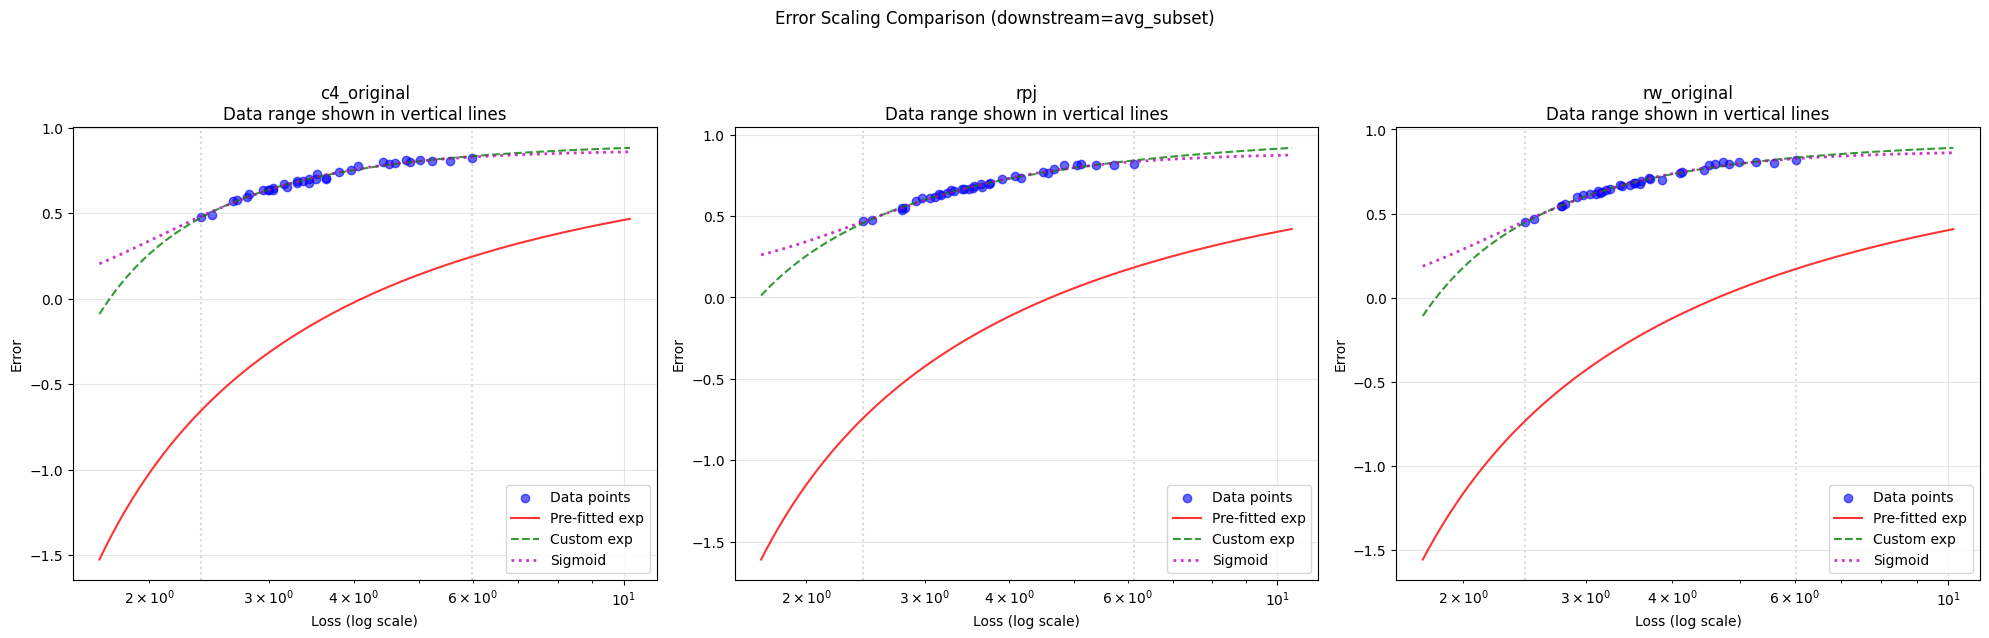 Error Scaling Comparison (downstream=avg_subset)
c4_original
Data range shown in vertical lines
Error
1.0
0.5
0.0
−0.5
−1.0
−1.5
2 × 10⁰
3 × 10⁰
4 × 10⁰
6 × 10⁰
10¹
Loss (log scale)
Data points
Pre-fitted exp
Custom exp
Sigmoid
rpj
Data range shown in vertical lines
Error
1.0
0.5
0.0
−0.5
−1.0
−1.5
2 × 10⁰
3 × 10⁰
4 × 10⁰
6 × 10⁰
10¹
Loss (log scale)
Data points
Pre-fitted exp
Custom exp
Sigmoid
rw_original
Data range shown in vertical lines
Error
1.0
0.5
0.0
−0.5
−1.0
−1.5
2 × 10⁰
3 × 10⁰
4 × 10⁰
6 × 10⁰
10¹
Loss (log scale)
Data points
Pre-fitted exp
Custom exp
Sigmoid